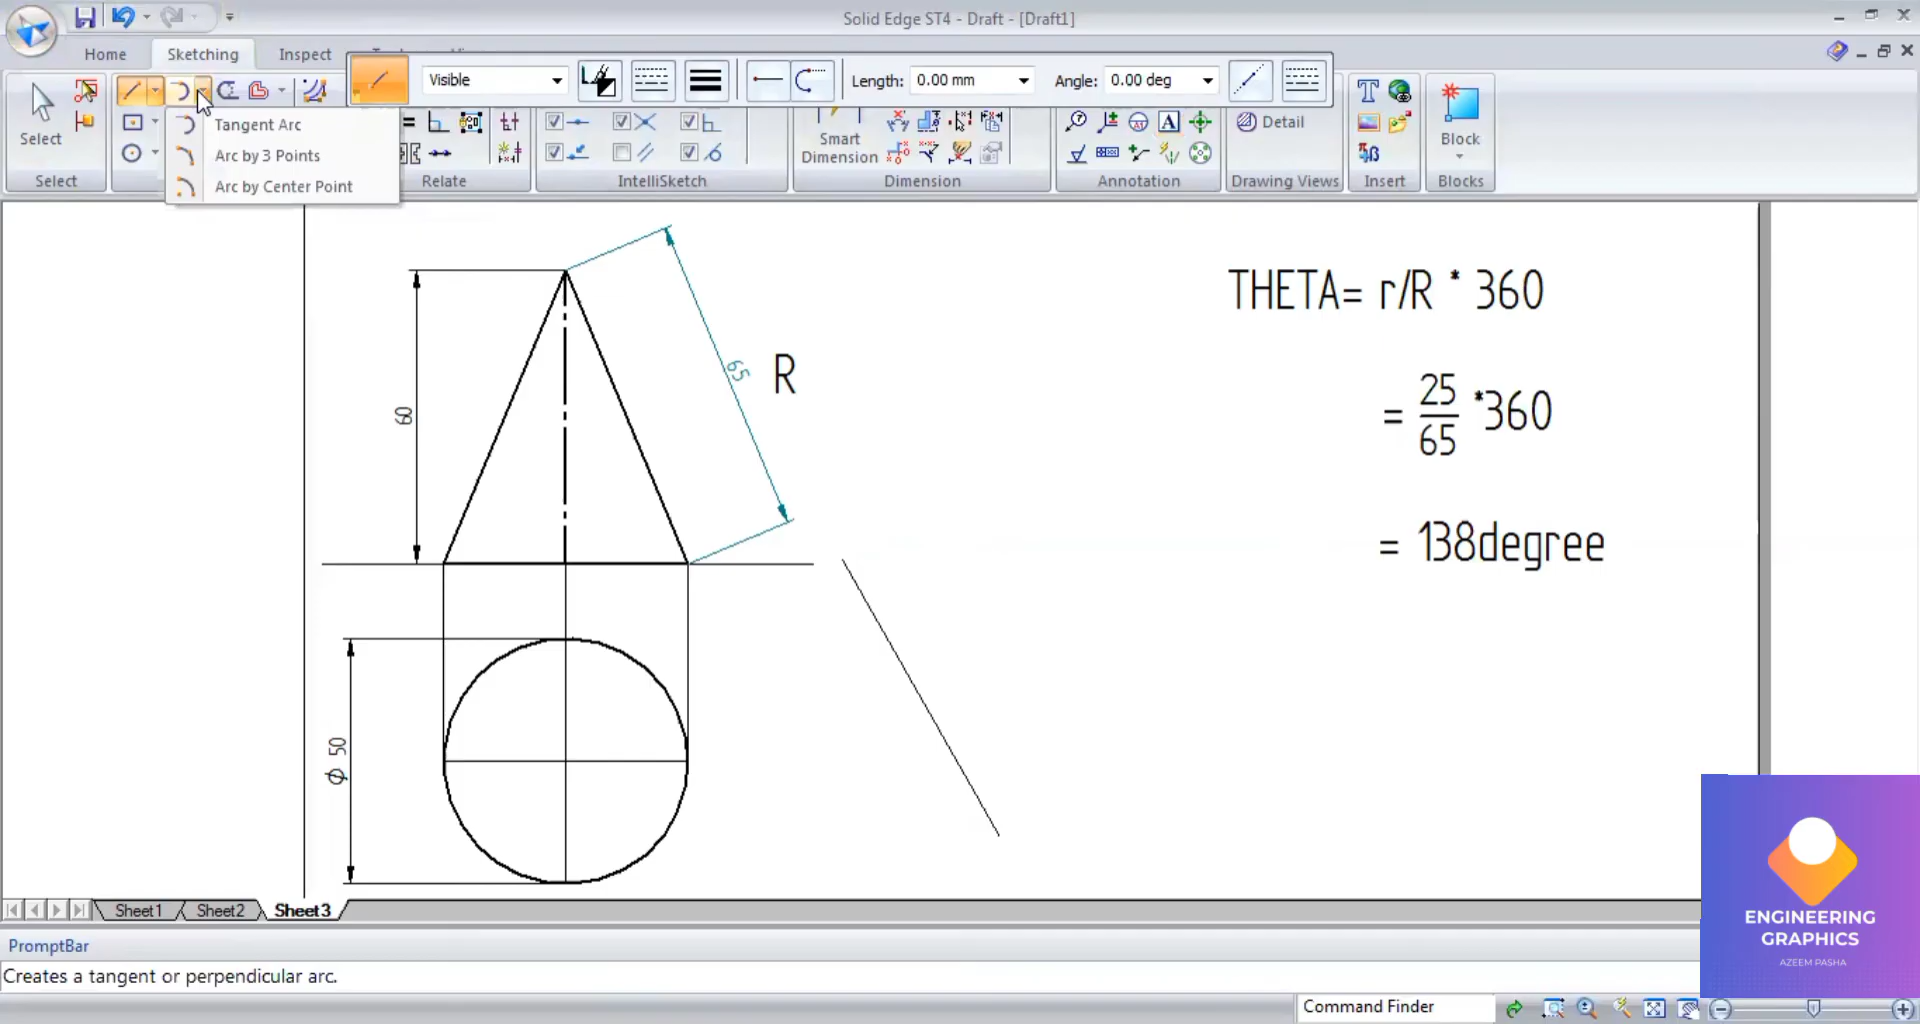 Solid Edge ST4 - Draft - [Draft1]
Home
Sketching
Inspect
Visible
Length:
0.00 mm
Angle:
0.00 deg
Select
Tangent Arc
Arc by 3 Points
Arc by Center Point
Smart
Dimension
A
Detail
T
Block
Select
Relate
IntelliSketch
Dimension
Annotation
Drawing Views
Insert
Blocks
60
65
R
Φ 50
THETA= r/R * 360
= 25/65 *360
= 138degree
Sheet1
Sheet2
Sheet3
PromptBar
Creates a tangent or perpendicular arc.
Command Finder
ENGINEERING
GRAPHICS
AZEEM PASHA